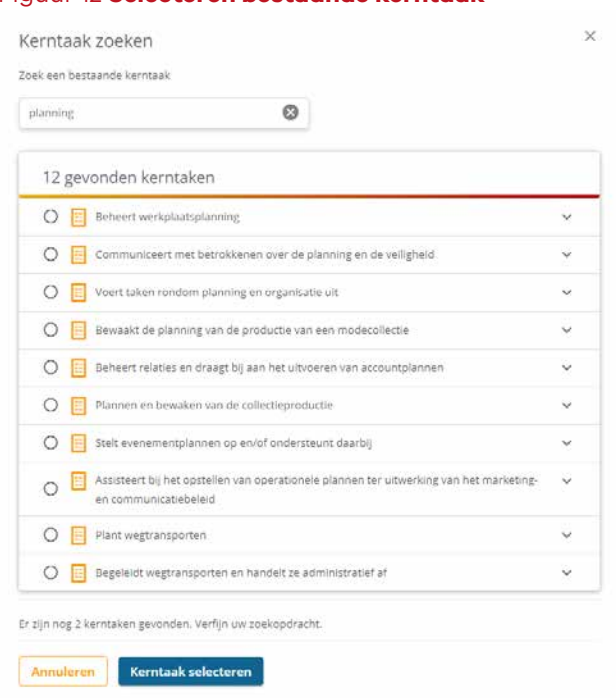 Figuur 12 Selecteren bestaande kerntaak
Kerntaak zoeken
Zoek een bestaande kerntaak
planning
12 gevonden kerntaken
Beheert werkplaatsplanning
Communiceert met betrokkenen over de planning en de veiligheid
Voert taken rondom planning en organisatie uit
Bewaakt de planning van de productie van een modecollectie
Beheert relaties en draagt bij aan het uitvoeren van accountplannen
Plannen en bewaken van de collectieproductie
Stelt evenementplannen op en/of ondersteunt daarbij
Assisteert bij het opstellen van operationele plannen ter uitwerking van het marketing-
en communicatiebeleid
Plant wegtransporten
Begeleidt wegtransporten en handelt ze administratief af
Er zijn nog 2 kerntaken gevonden. Verfijn uw zoekopdracht.
Annuleren Kerntaak selecteren